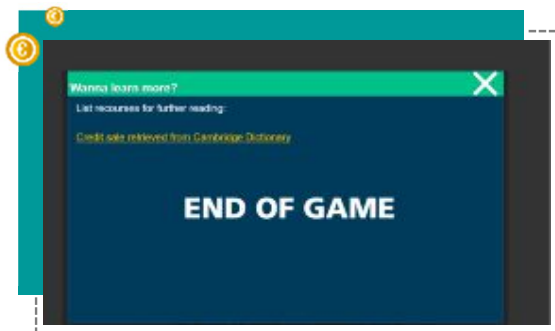 Wanna learn more?
List recourses for further reading:
Credit sale retrieved from Cambridge Dictionary
END OF GAME